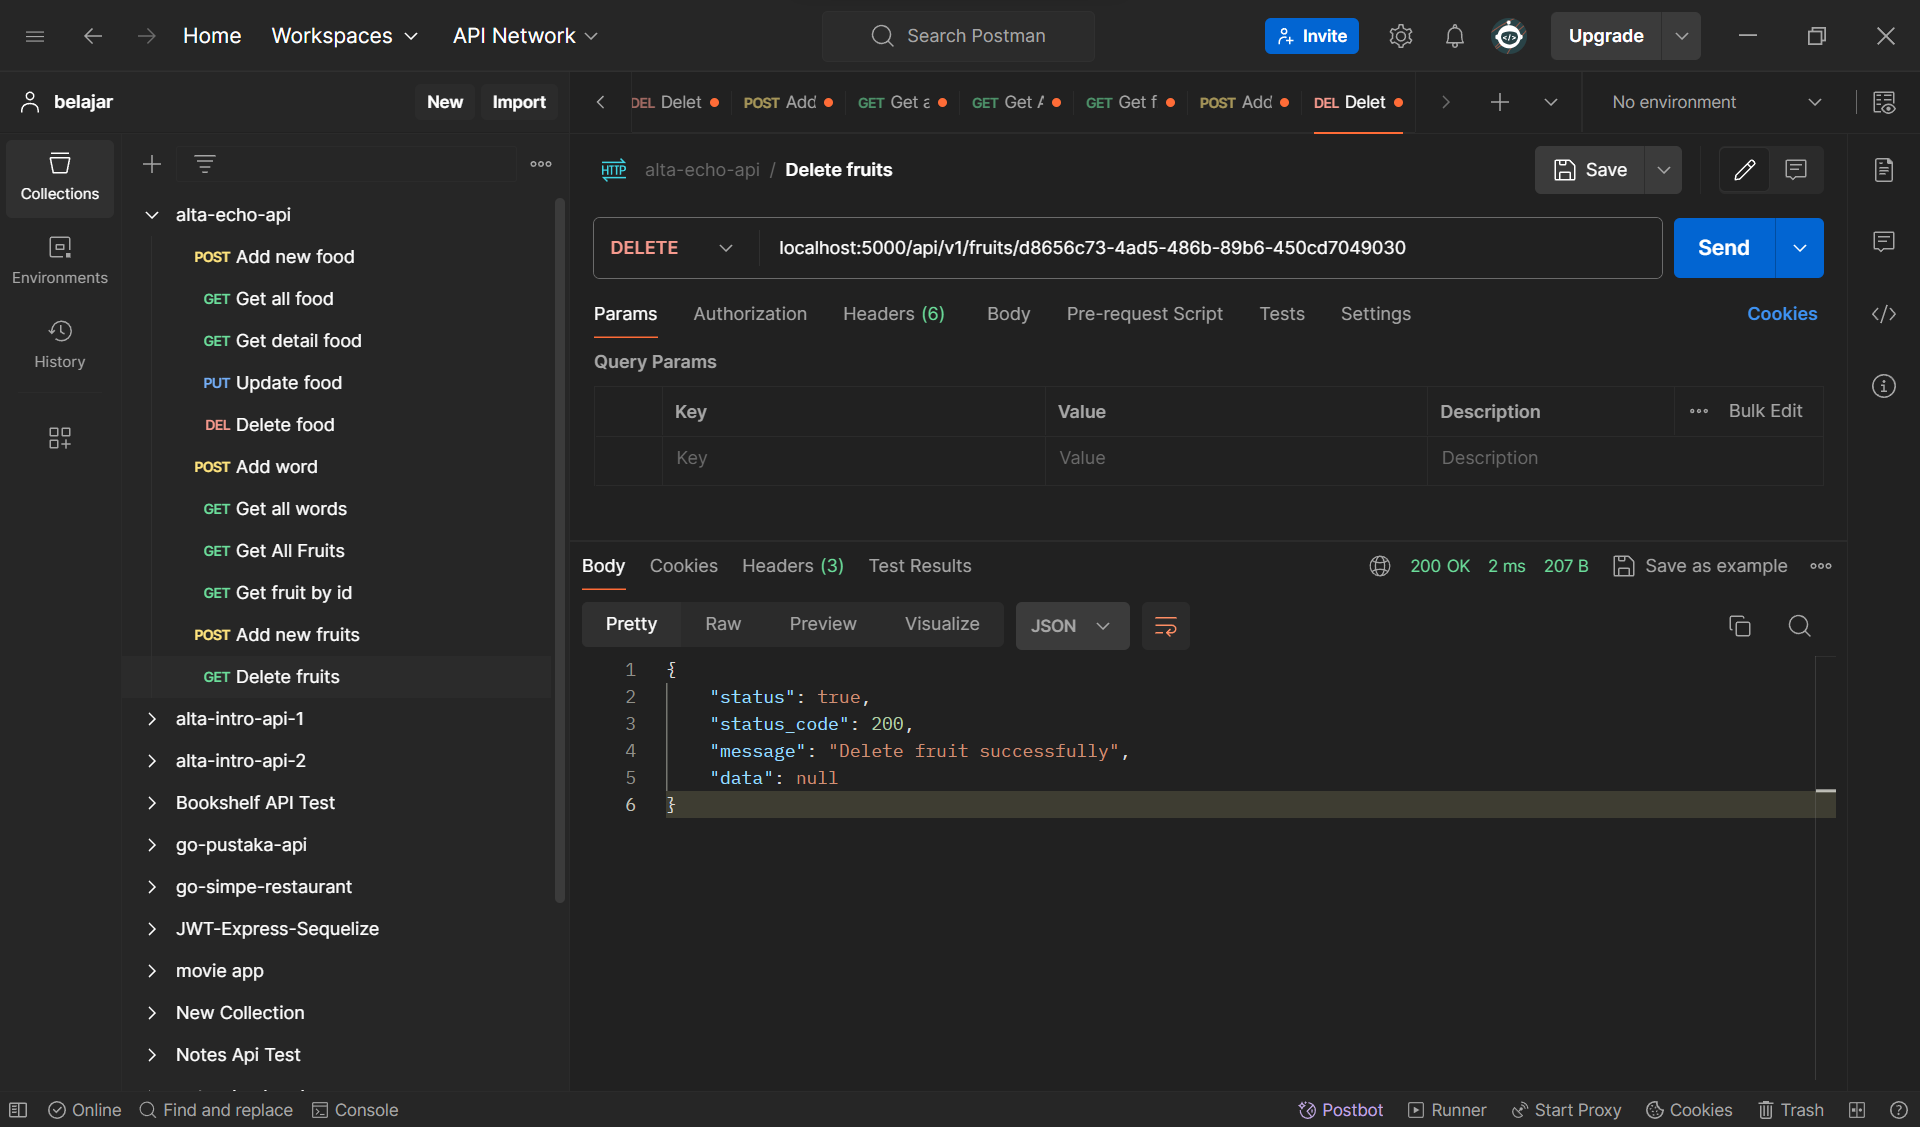 Home Workspaces API Network Search Postman Invite Upgrade
belajar New Import
DEL Delet POST Add GET Get a GET Get A GET Get f POST Add DEL Delet No environment
Collections
Environments
History
alta-echo-api
POST Add new food
GET Get all food
GET Get detail food
PUT Update food
DEL Delete food
POST Add word
GET Get all words
GET Get All Fruits
GET Get fruit by id
POST Add new fruits
GET Delete fruits
alta-intro-api-1
alta-intro-api-2
Bookshelf API Test
go-pustaka-api
go-simpe-restaurant
JWT-Express-Sequelize
movie app
New Collection
Notes Api Test
HTTP alta-echo-api / Delete fruits Save
DELETE localhost:5000/api/v1/fruits/d8656c73-4ad5-486b-89b6-450cd7049030 Send
Params Authorization Headers (6) Body Pre-request Script Tests Settings Cookies
Query Params
Key Value Description Bulk Edit
Key Value Description
Body Cookies Headers (3) Test Results 200 OK 2 ms 207 B Save as example
Pretty Raw Preview Visualize JSON
1 {
2 "status": true,
3 "status_code": 200,
4 "message": "Delete fruit successfully",
5 "data": null
6 }
Online Find and replace Console Postbot Runner Start Proxy Cookies Trash